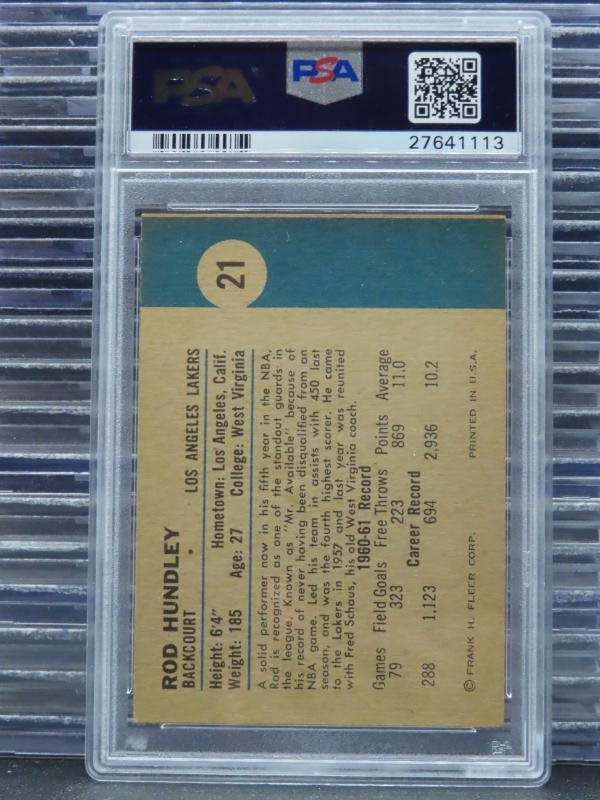 PSA
PSA
27641113
21
ROD HUNDLEY
BACKCOURT LOS ANGELES LAKERS
Height: 6'4" Hometown: Los Angeles, Calif.
Weight: 185 Age: 27 College: West Virginia
A solid performer now in his fifth year in the NBA,
Rod is recognized as one of the standout guards in
the league. Known as "Mr. Available" because of
his record of never having been disqualified from an
NBA game. Led his team in assists with 450 last
season, and was the fourth highest scorer. He came
to the Lakers in 1957 and last year was reunited
with Fred Schaus, his old West Virginia coach.
1960-61 Record
Games Field Goals Free Throws Points Average
79 323 223 869 11.0
Career Record
288 1,123 694 2,936 10.2
© FRANK H. FLEER CORP. PRINTED IN U.S.A.